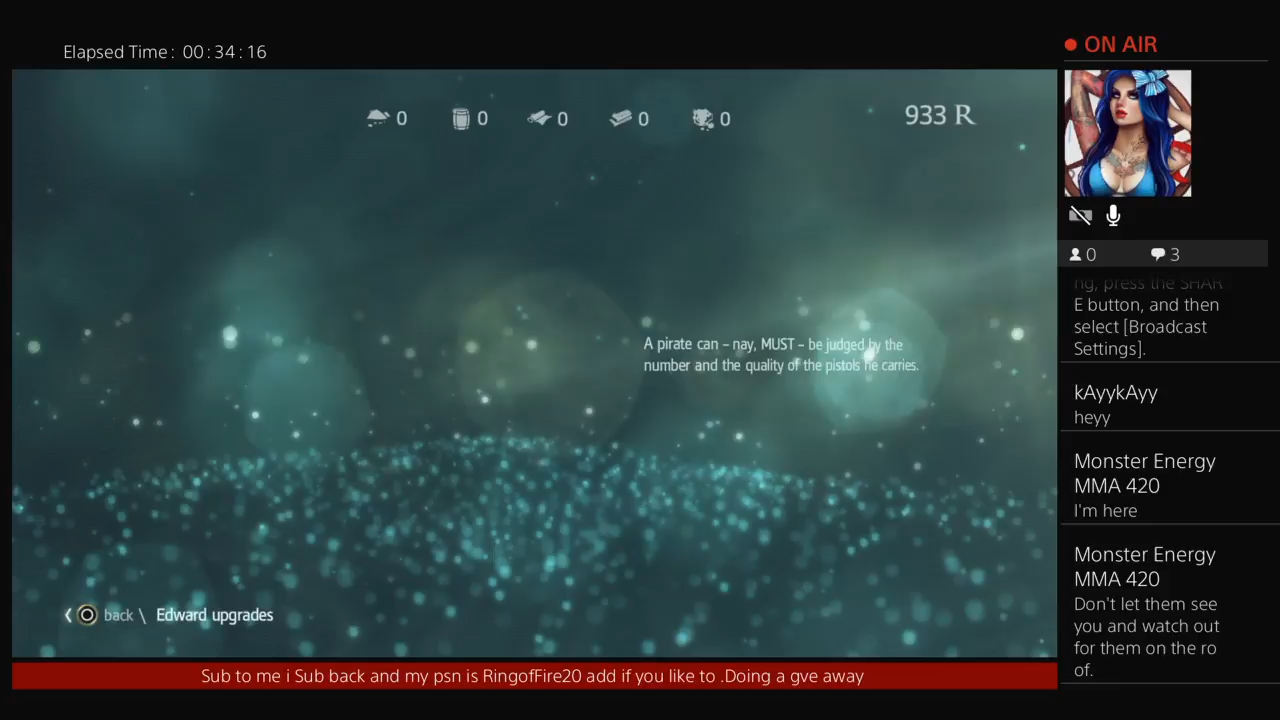 Elapsed Time: 00:34:16
ON AIR
0 0 0 0 0 933 R
0 3
ng, press the SHAR
E button, and then
select [Broadcast
Settings].
kAyykAyy
heyy
Monster Energy
MMA 420
I'm here
Monster Energy
MMA 420
Don't let them see
you and watch out
for them on the ro
of.
A pirate can – nay, MUST – be judged by the
number and the quality of the pistols he carries.
back \ Edward upgrades
Sub to me i Sub back and my psn is RingofFire20 add if you like to .Doing a gve away